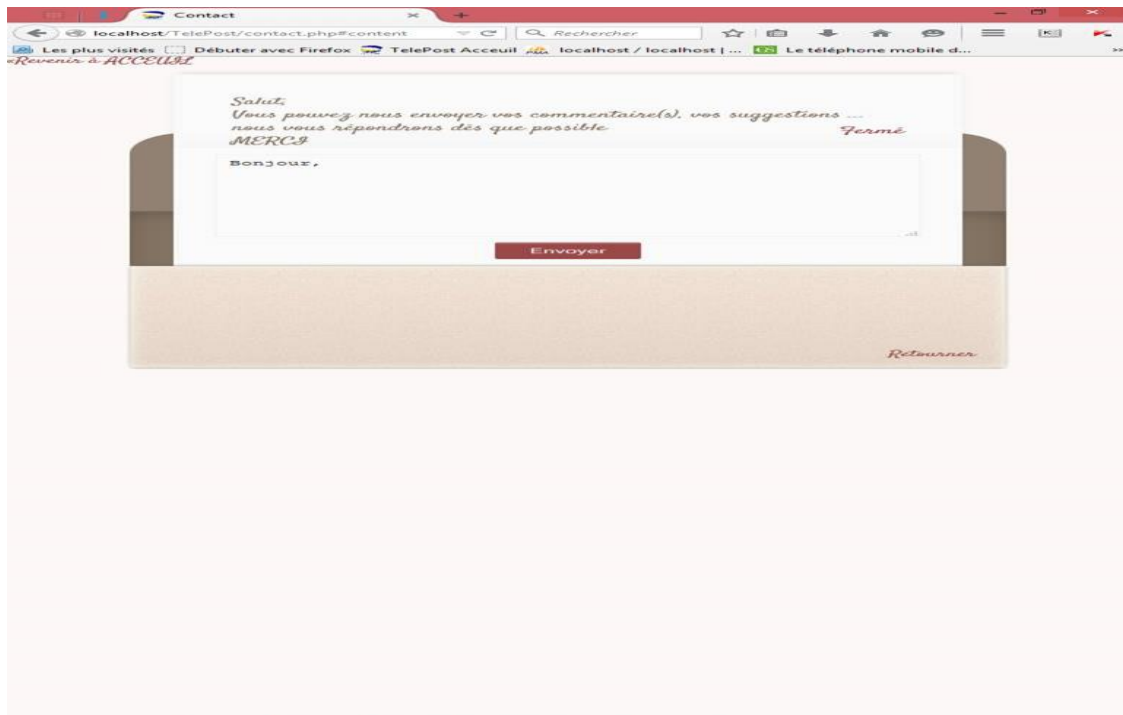 Contact
localhost/TelePost/contact.php#content
Rechercher
Les plus visités Débuter avec Firefox TelePost Acceuil localhost / localhost | ... Le téléphone mobile d...
«Revenir à ACCEUIL
Salut;
Vous pouvez nous envoyer vos commentaire(s), vos suggestions ...
nous vous répondrons dès que possible
Fermé
MERCI
Bonjour,
Envoyer
Retourner